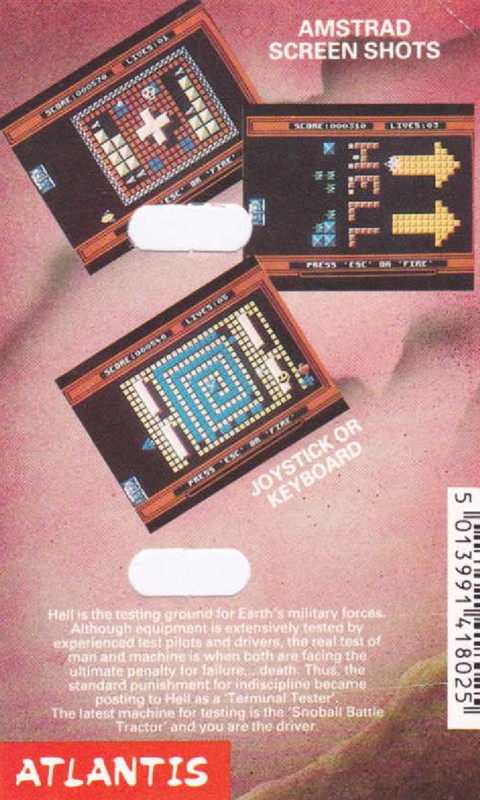 AMSTRAD
SCREEN SHOTS
SCORE:000570 LIVES:01
'ESC' OR 'FIRE'
SCORE:000310 LIVES:03
HELL
PRESS 'ESC' OR 'FIRE'
SCORE:000540 LIVES:05
PRESS 'ESC' OR 'FIRE'
JOYSTICK OR
KEYBOARD
Hell is the testing ground for Earth's military forces.
Although equipment is extensively tested by
experienced test pilots and drivers, the real test of
man and machine is when both are facing the
ultimate penalty for failure....death. Thus, the
standard punishment for indiscipline became
posting to Hell as a 'Terminal Tester'.
The latest machine for testing is the 'Snoball Battle
Tractor' and you are the driver.
5 013991 418025
ATLANTIS